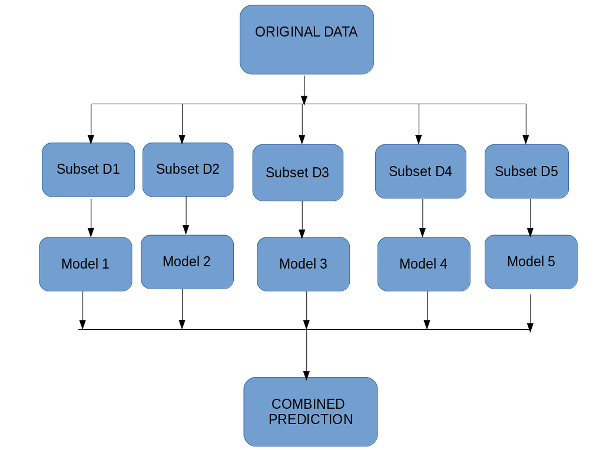 ORIGINAL DATA
Subset D1
Subset D2
Subset D3
Subset D4
Subset D5
Model 1
Model 2
Model 3
Model 4
Model 5
COMBINED
PREDICTION